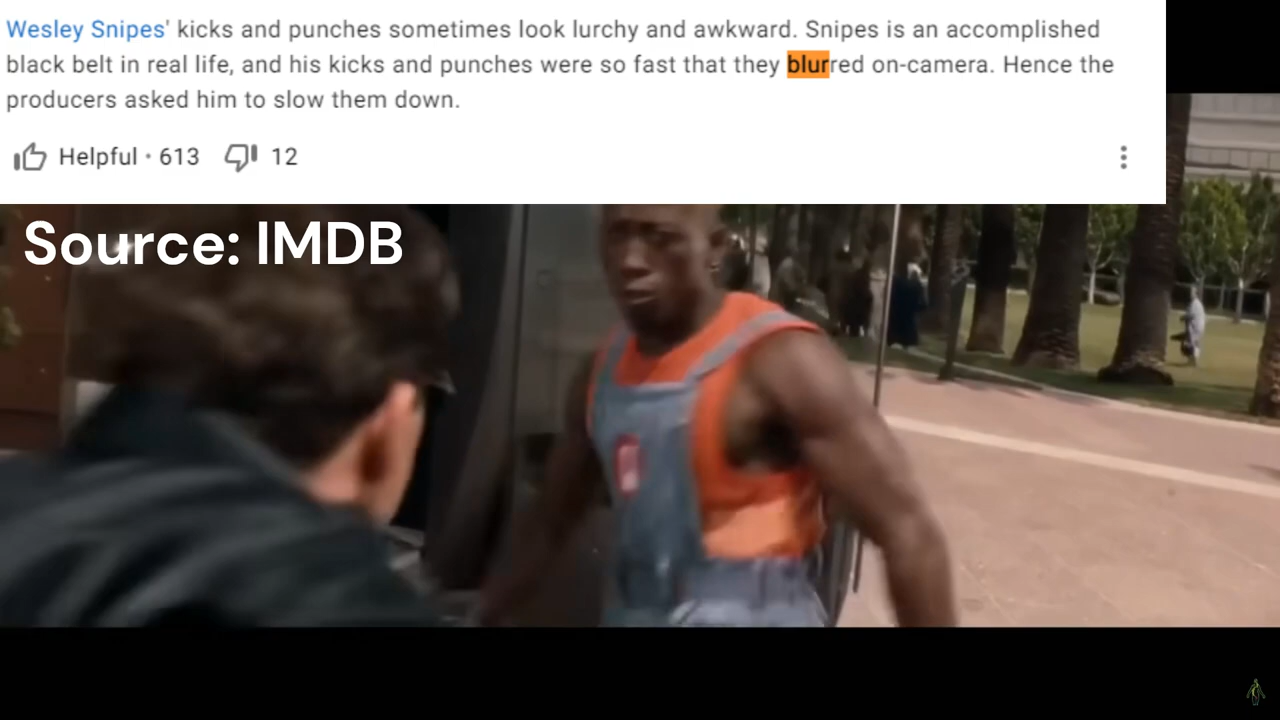 Wesley Snipes' kicks and punches sometimes look lurchy and awkward. Snipes is an accomplished
black belt in real life, and his kicks and punches were so fast that they blurred on-camera. Hence the
producers asked him to slow them down.
Helpful • 613 12
Source: IMDB